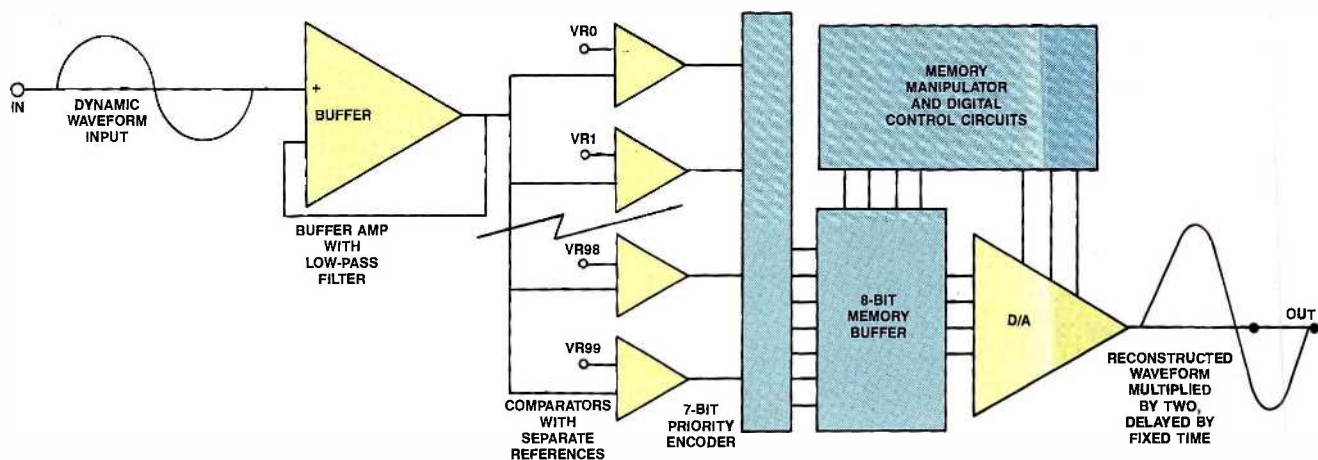 IN
DYNAMIC
WAVEFORM
INPUT
+
BUFFER
BUFFER AMP
WITH
LOW-PASS
FILTER
VR0
VR1
VR98
VR99
COMPARATORS
WITH
SEPARATE
REFERENCES
7-BIT
PRIORITY
ENCODER
MEMORY
MANIPULATOR
AND DIGITAL
CONTROL CIRCUITS
8-BIT
MEMORY
BUFFER
D/A
OUT
RECONSTRUCTED
WAVEFORM
MULTIPLIED
BY TWO,
DELAYED BY
FIXED TIME